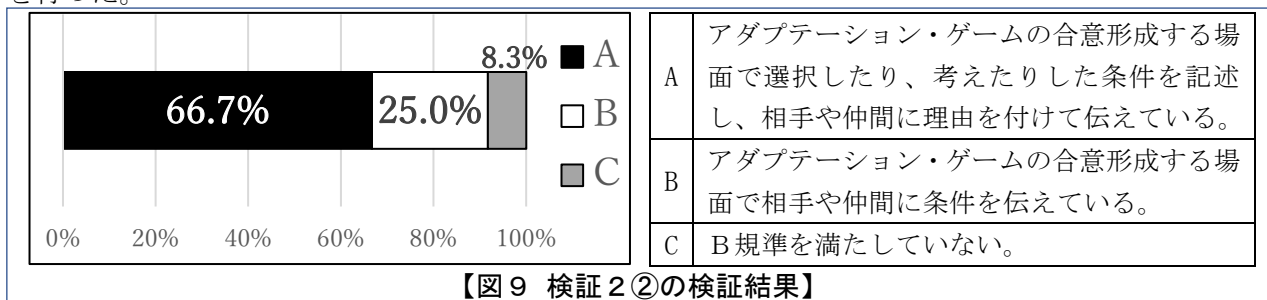 8.3%
66.7%
25.0%
A
B
C
0% 20% 40% 60% 80% 100%
A
アダプテーション・ゲームの合意形成する場
面で選択したり、考えたりした条件を記述
し、相手や仲間に理由を付けて伝えている。
B
アダプテーション・ゲームの合意形成する場
面で相手や仲間に条件を伝えている。
C
B規準を満たしていない。
【図9 検証2②の検証結果】